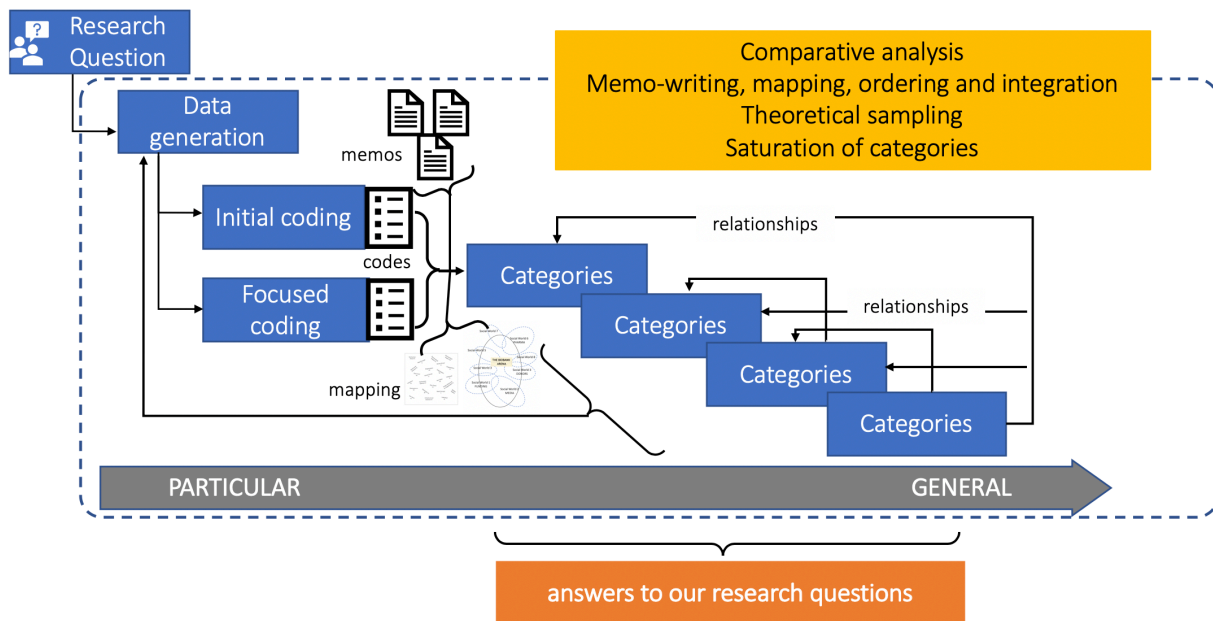 Research
Question
Data
generation
memos
Comparative analysis
Memo-writing, mapping, ordering and integration
Theoretical sampling
Saturation of categories
Initial coding
codes
Focused
coding
mapping
relationships
relationships
Categories
Categories
Categories
Categories
PARTICULAR
GENERAL
answers to our research questions